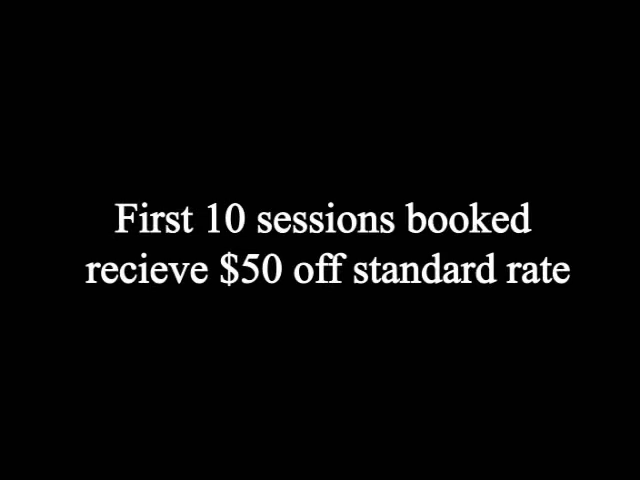 First 10 sessions booked
recieve $50 off standard rate